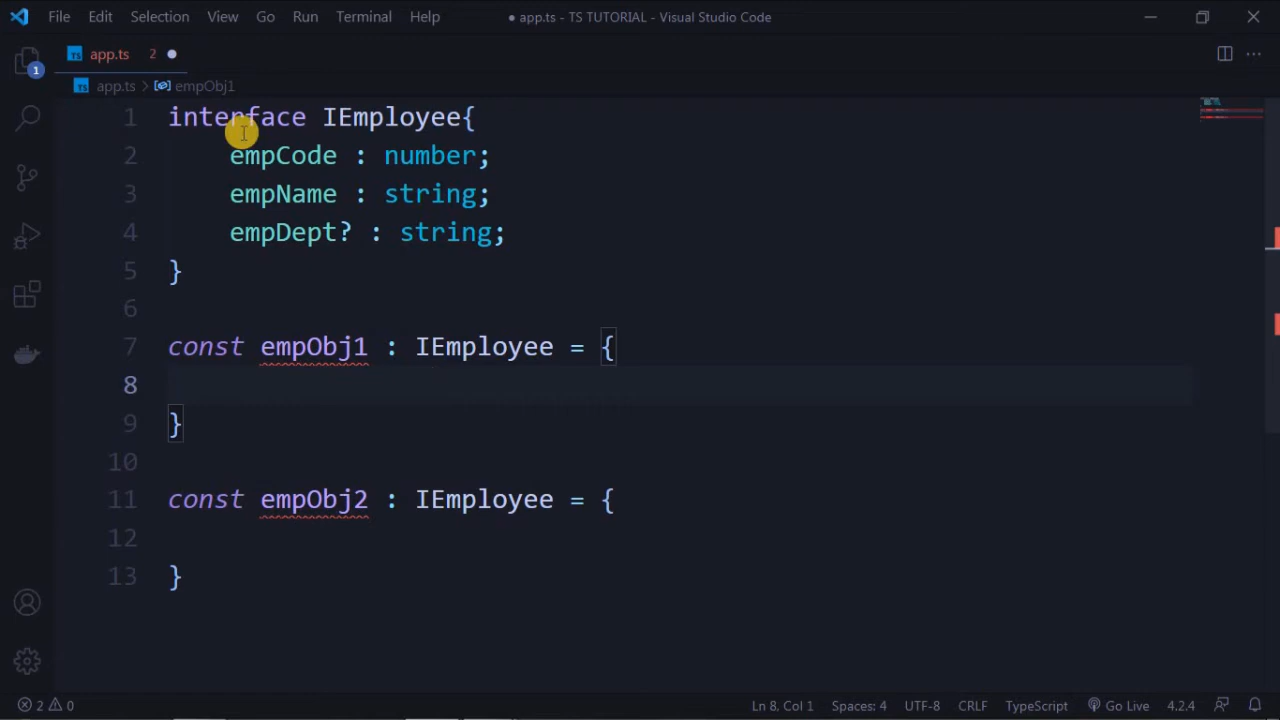 File Edit Selection View Go Run Terminal Help ● app.ts - TS TUTORIAL - Visual Studio Code
TS app.ts 2 ●
1
TS app.ts > empObj1
1 interface IEmployee{
2 empCode : number;
3 empName : string;
4 empDept? : string;
5 }
6
7 const empObj1 : IEmployee = {
8
9 }
10
11 const empObj2 : IEmployee = {
12
13 }
2 0 Ln 8, Col 1 Spaces: 4 UTF-8 CRLF TypeScript Go Live 4.2.4